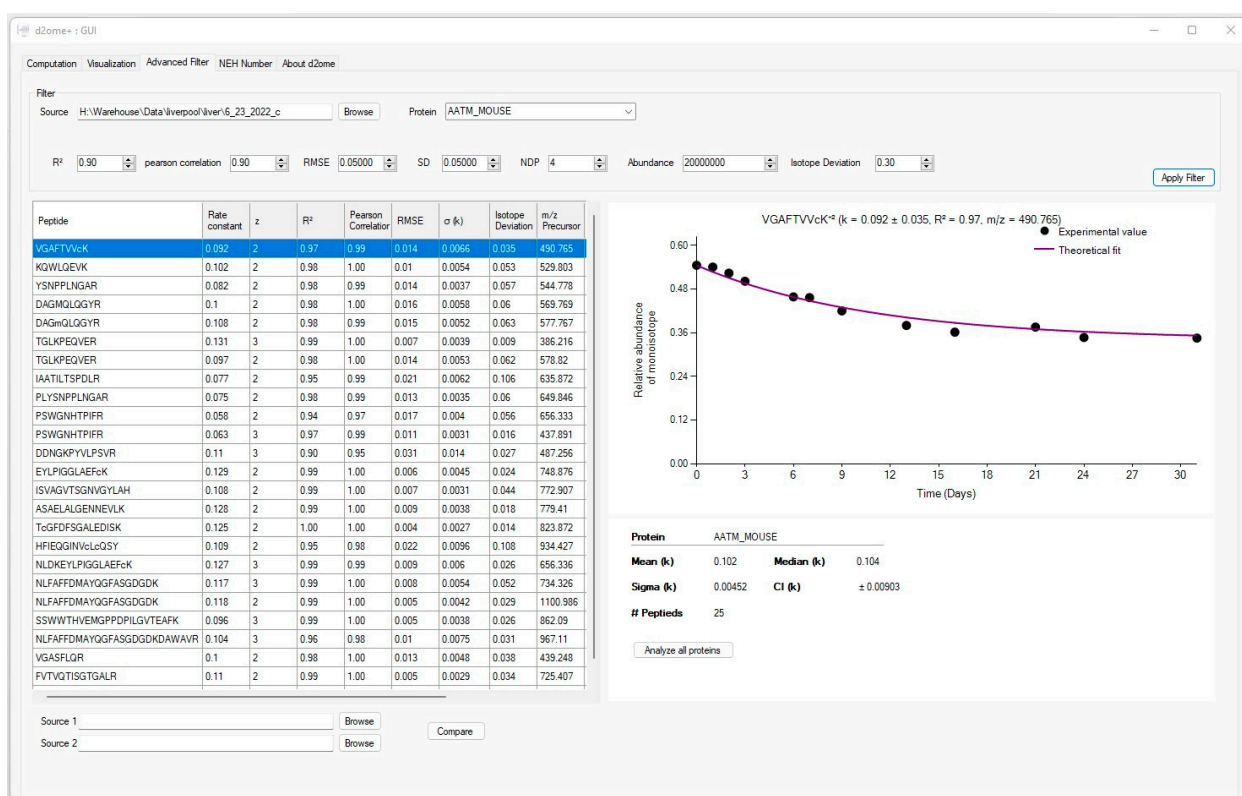 d2ome+ : GUI
Computation Visualization Advanced Filter NEH Number About d2ome
Filter
Source H:\Warehouse\Data\liverpool\liver\6_23_2022_c Browse Protein AATM_MOUSE
R² 0.90 pearson correlation 0.90 RMSE 0.05000 SD 0.05000 NDP 4 Abundance 20000000 Isotope Deviation 0.30
Apply Filter
Peptide Rate constant z R² Pearson Correlation RMSE σ (k) Isotope Deviation m/z Precursor
VGAFTVVcK 0.092 2 0.97 0.99 0.014 0.0066 0.035 490.765
KQWLQEVK 0.102 2 0.98 1.00 0.01 0.0054 0.053 529.803
YSNPPLNGAR 0.082 2 0.98 0.99 0.014 0.0037 0.057 544.778
DAGMQLQGYR 0.1 2 0.98 1.00 0.016 0.0058 0.06 569.769
DAGmQLQGYR 0.108 2 0.98 0.99 0.015 0.0052 0.063 577.767
TGLKPEQVER 0.131 3 0.99 1.00 0.007 0.0039 0.009 386.216
TGLKPEQVER 0.097 2 0.98 1.00 0.014 0.0053 0.062 578.82
IAATILTSPDLR 0.077 2 0.95 0.99 0.021 0.0062 0.106 635.872
PLYSNPPLNGAR 0.075 2 0.98 0.99 0.013 0.0035 0.06 649.846
PSWGNHTPIFR 0.058 2 0.94 0.97 0.017 0.004 0.056 656.333
PSWGNHTPIFR 0.063 3 0.97 0.99 0.011 0.0031 0.016 437.891
DDNGKPYVLPSVR 0.11 3 0.90 0.95 0.031 0.014 0.027 487.256
EYLPIGGLAEFcK 0.129 2 0.99 1.00 0.006 0.0045 0.024 748.876
ISVAGVTSGNVGYLAH 0.108 2 0.99 1.00 0.007 0.0031 0.044 772.907
ASAELALGENNEVLK 0.128 2 0.99 1.00 0.009 0.0038 0.018 779.41
TcGFDFSGALEDISK 0.125 2 1.00 1.00 0.004 0.0027 0.014 823.872
HFIEQGINVcLcQSY 0.109 2 0.95 0.98 0.022 0.0096 0.108 934.427
NLDKEYLPIGGLAEFcK 0.127 3 0.99 0.99 0.009 0.006 0.026 656.336
NLFAFFDMAYQGFASGDGDK 0.117 3 0.99 1.00 0.008 0.0054 0.052 734.326
NLFAFFDMAYQGFASGDGDK 0.118 2 0.99 1.00 0.005 0.0042 0.029 1100.986
SSWWTHVEMGPPDPILGVTEAFK 0.096 3 0.99 1.00 0.005 0.0038 0.026 862.09
NLFAFFDMAYQGFASGDGDKDAWAVR 0.104 3 0.96 0.98 0.01 0.0075 0.031 967.11
VGASFLQR 0.1 2 0.98 1.00 0.013 0.0048 0.038 439.248
FVTVQTISGTGALR 0.11 2 0.99 1.00 0.005 0.0029 0.034 725.407
VGAFTVVcK⁺² (k = 0.092 ± 0.035, R² = 0.97, m/z = 490.765)
Experimental value
Theoretical fit
Relative abundance of monoisotope
0.60
0.48
0.36
0.24
0.12
0.00
0 3 6 9 12 15 18 21 24 27 30
Time (Days)
Protein AATM_MOUSE
Mean (k) 0.102 Median (k) 0.104
Sigma (k) 0.00452 CI (k) ± 0.00903
# Peptieds 25
Analyze all proteins
Source 1 Browse
Compare
Source 2 Browse